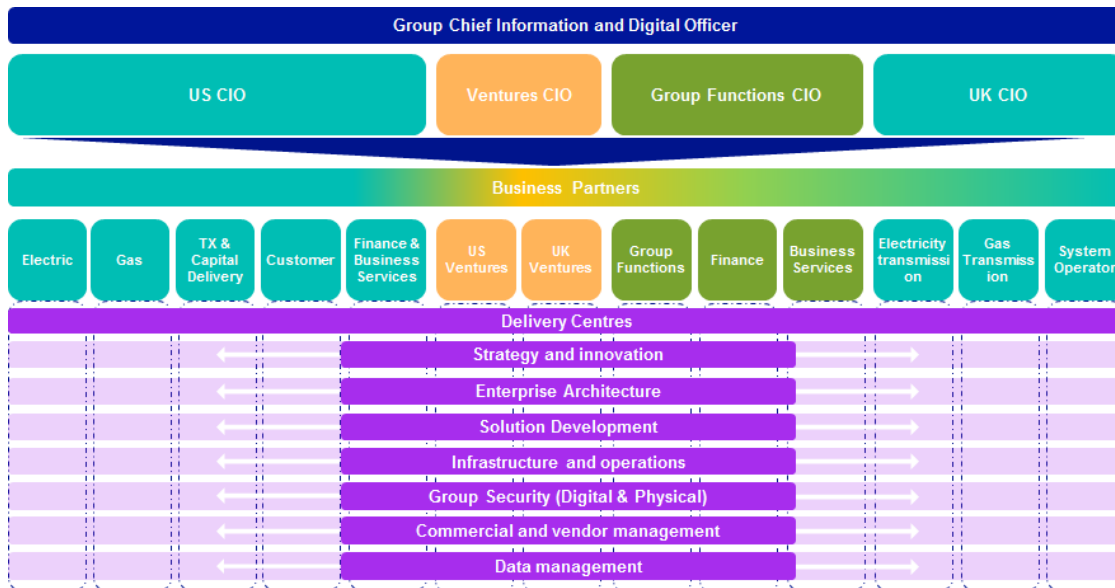 Group Chief Information and Digital Officer
US CIO
Ventures CIO
Group Functions CIO
UK CIO
Business Partners
Electric
Gas
TX &
Capital
Delivery
Customer
Finance &
Business
Services
US
Ventures
UK
Ventures
Group
Functions
Finance
Business
Services
Electricity
transmissi
on
Gas
Transmiss
ion
System
Operator
Delivery Centres
Strategy and innovation
Enterprise Architecture
Solution Development
Infrastructure and operations
Group Security (Digital & Physical)
Commercial and vendor management
Data management